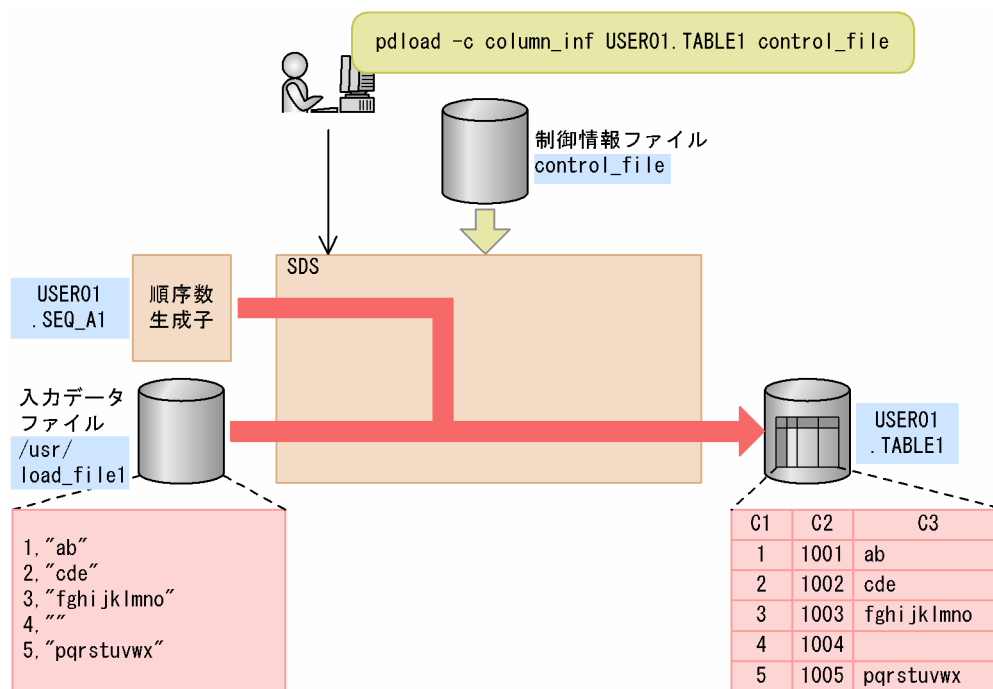 pdload -c column_inf USER01.TABLE1 control_file
制御情報ファイル
control_file
SDS
USER01
.SEQ_A1
順序数
生成子
入力データ
ファイル
/usr/
load_file1
USER01
.TABLE1
1,"ab"
2,"cde"
3,"fghijklmno"
4,""
5,"pqrstuvwx"
C1 C2 C3
1 1001 ab
2 1002 cde
3 1003 fghijklmno
4 1004
5 1005 pqrstuvwx